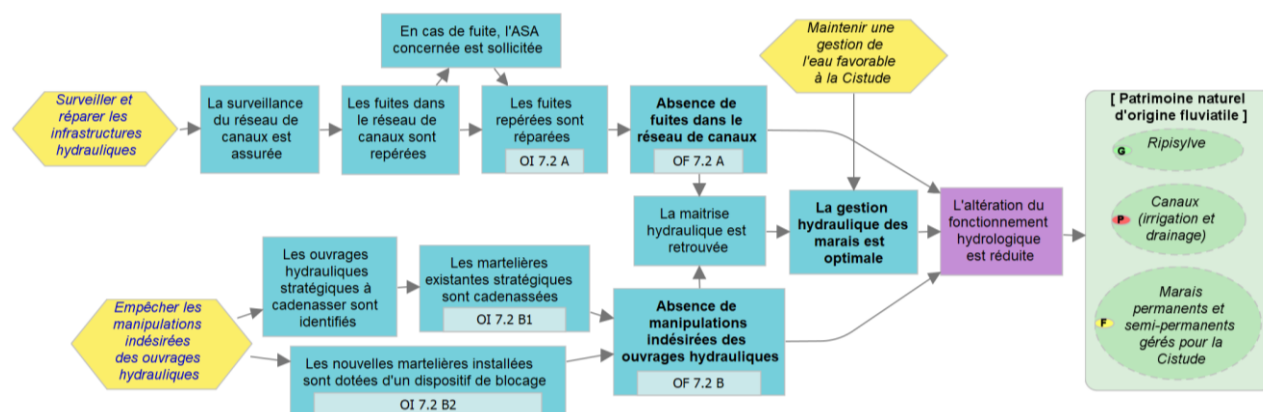 Surveiller et
réparer les
infrastructures
hydrauliques
La surveillance
du réseau de
canaux est
assurée
Les fuites dans
le réseau de
canaux sont
repérées
En cas de fuite, l'ASA
concernée est sollicitée
Les fuites
repérées sont
réparées
OI 7.2 A
Absence de
fuites dans le
réseau de canaux
OF 7.2 A
Maintenir une
gestion de
l'eau favorable
à la Cistude
La maitrise
hydraulique est
retrouvée
La gestion
hydraulique des
marais est
optimale
L'altération du
fonctionnement
hydrologique
est réduite
Empêcher les
manipulations
indésirées
des ouvrages
hydrauliques
Les ouvrages
hydrauliques
stratégiques à
cadenasser sont
identifiés
Les martelières
existantes stratégiques
sont cadenassées
OI 7.2 B1
Les nouvelles martelières installées
sont dotées d'un dispositif de blocage
OI 7.2 B2
Absence de
manipulations
indésirées des
ouvrages hydrauliques
OF 7.2 B
[ Patrimoine naturel
d'origine fluviatile ]
Ripisylve
G
Canaux
(irrigation et
drainage)
P
Marais
permanents et
semi-permanents
gérés pour la
Cistude
F